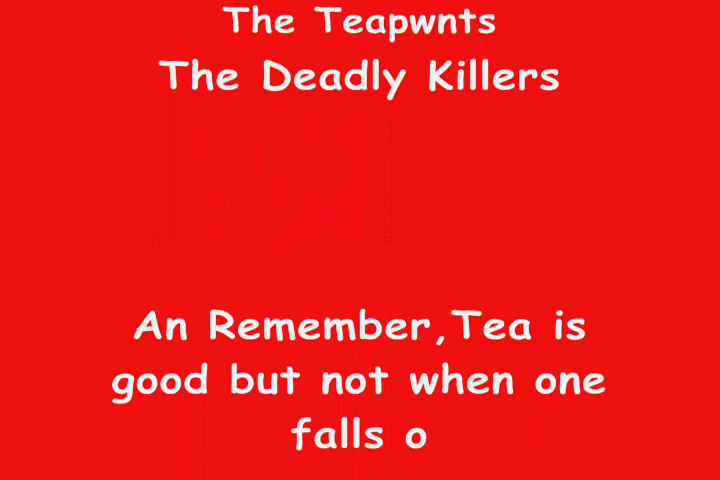 The Teapwnts
The Deadly Killers
An Remember,Tea is
good but not when one
falls o